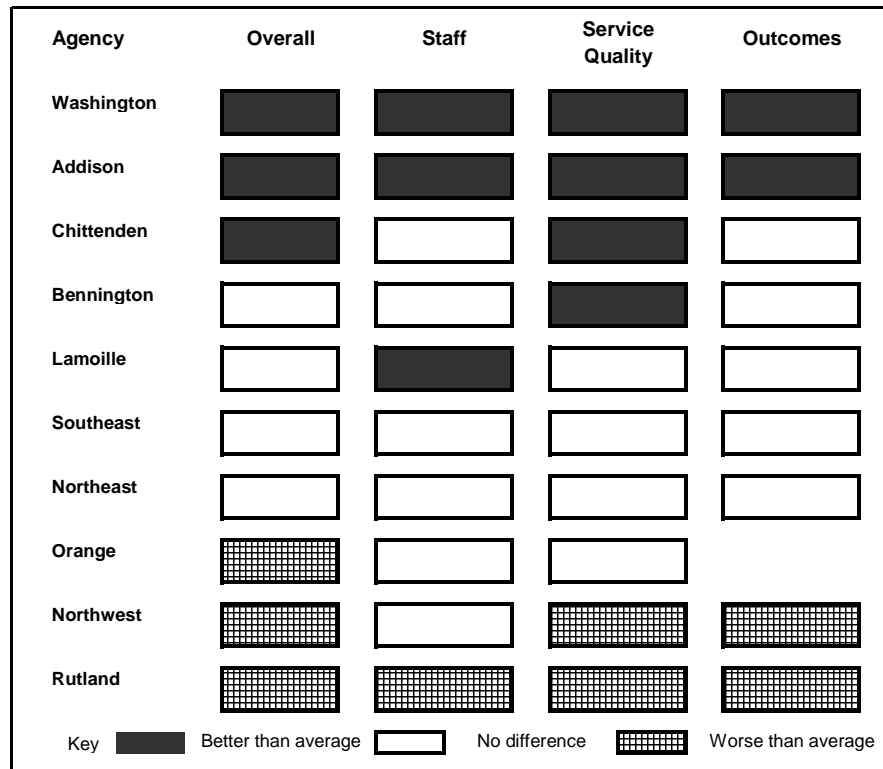 Agency Overall Staff Service Quality Outcomes
Washington
Addison
Chittenden
Bennington
Lamoille
Southeast
Northeast
Orange
Northwest
Rutland
Key Better than average No difference Worse than average